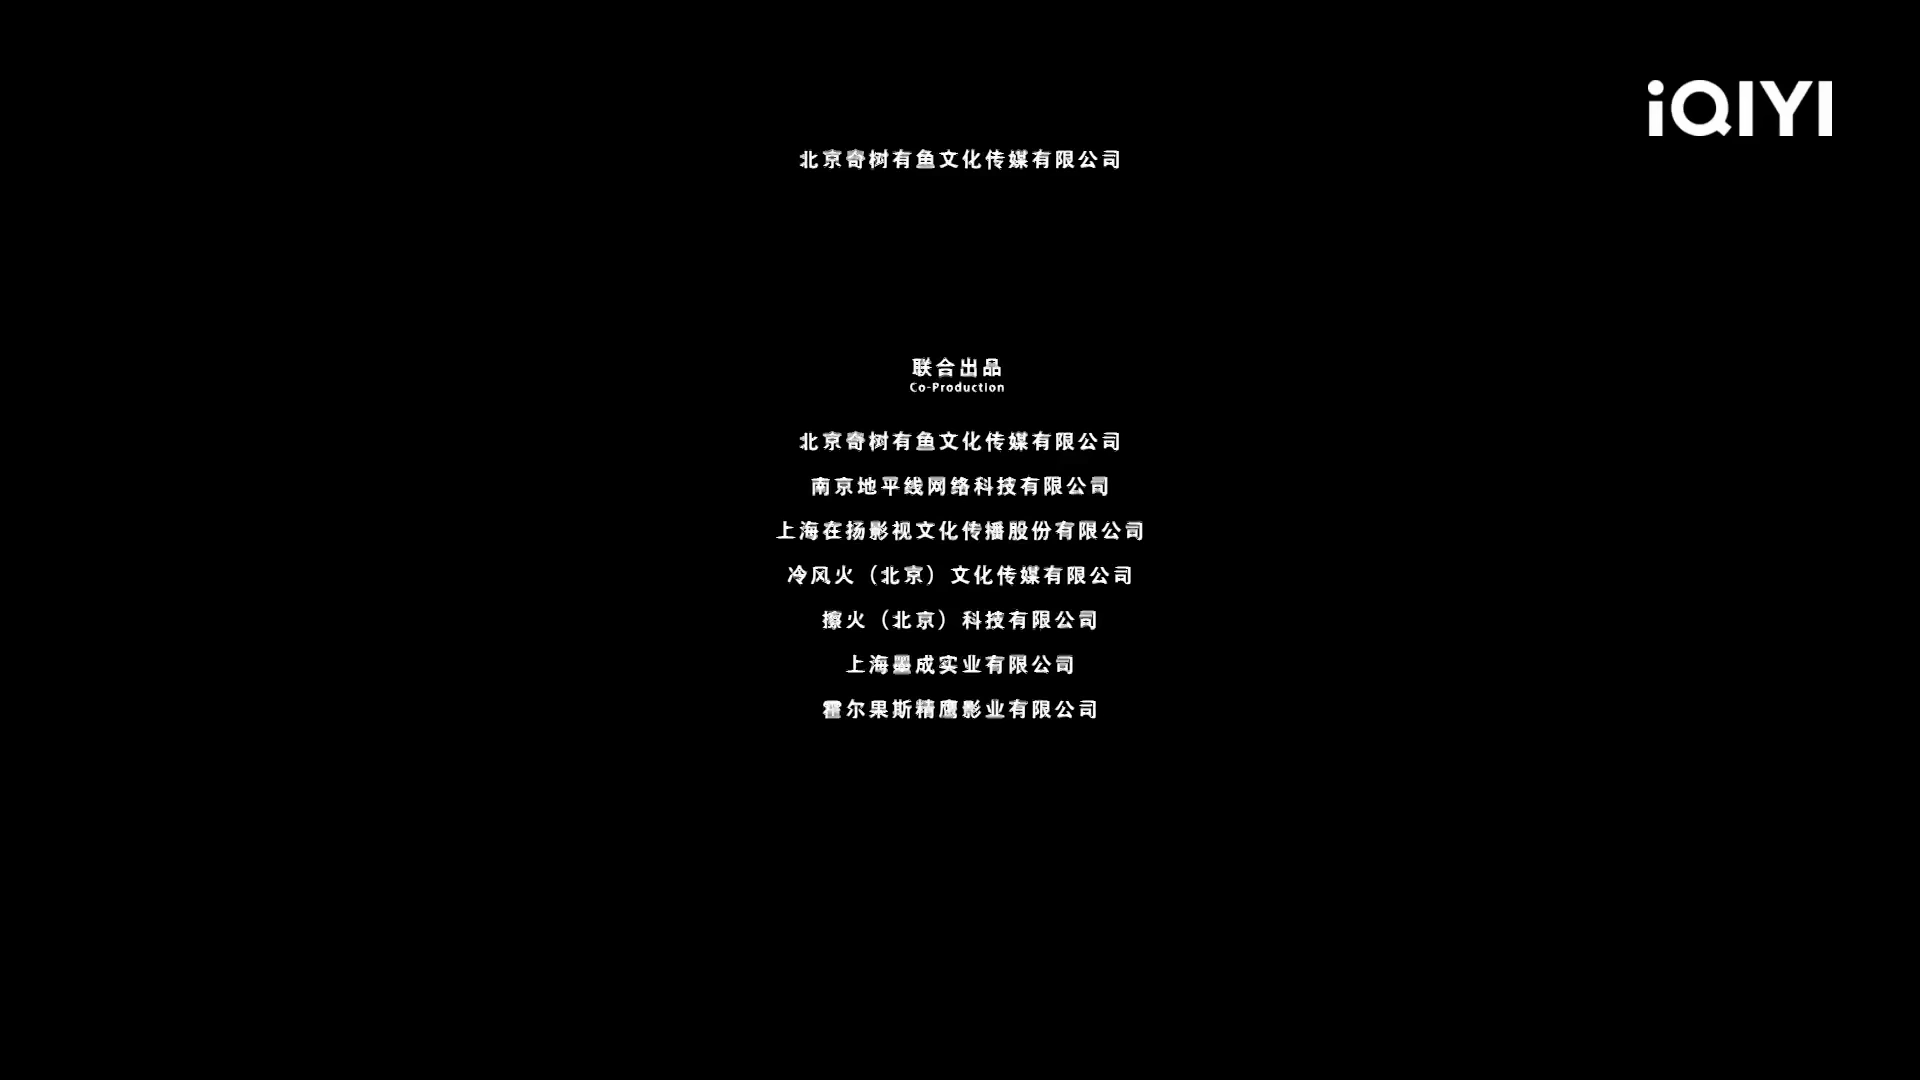 iQIYI
北京奇树有鱼文化传媒有限公司
联合出品
Co-Production
北京奇树有鱼文化传媒有限公司
南京地平线网络科技有限公司
上海在扬影视文化传播股份有限公司
冷风火（北京）文化传媒有限公司
擦火（北京）科技有限公司
上海墨成实业有限公司
霍尔果斯精鹰影业有限公司